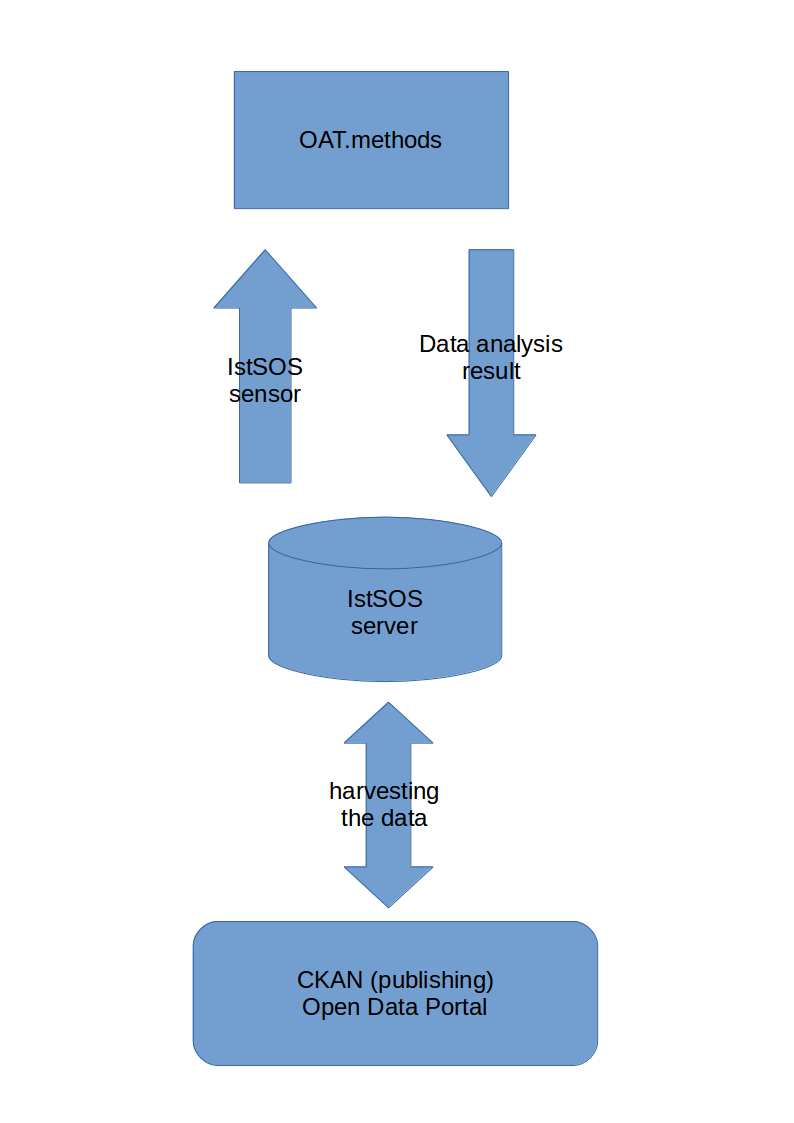 OAT.methods
IstSOS
sensor
Data analysis
result
IstSOS
server
harvesting
the data
CKAN (publishing)
Open Data Portal